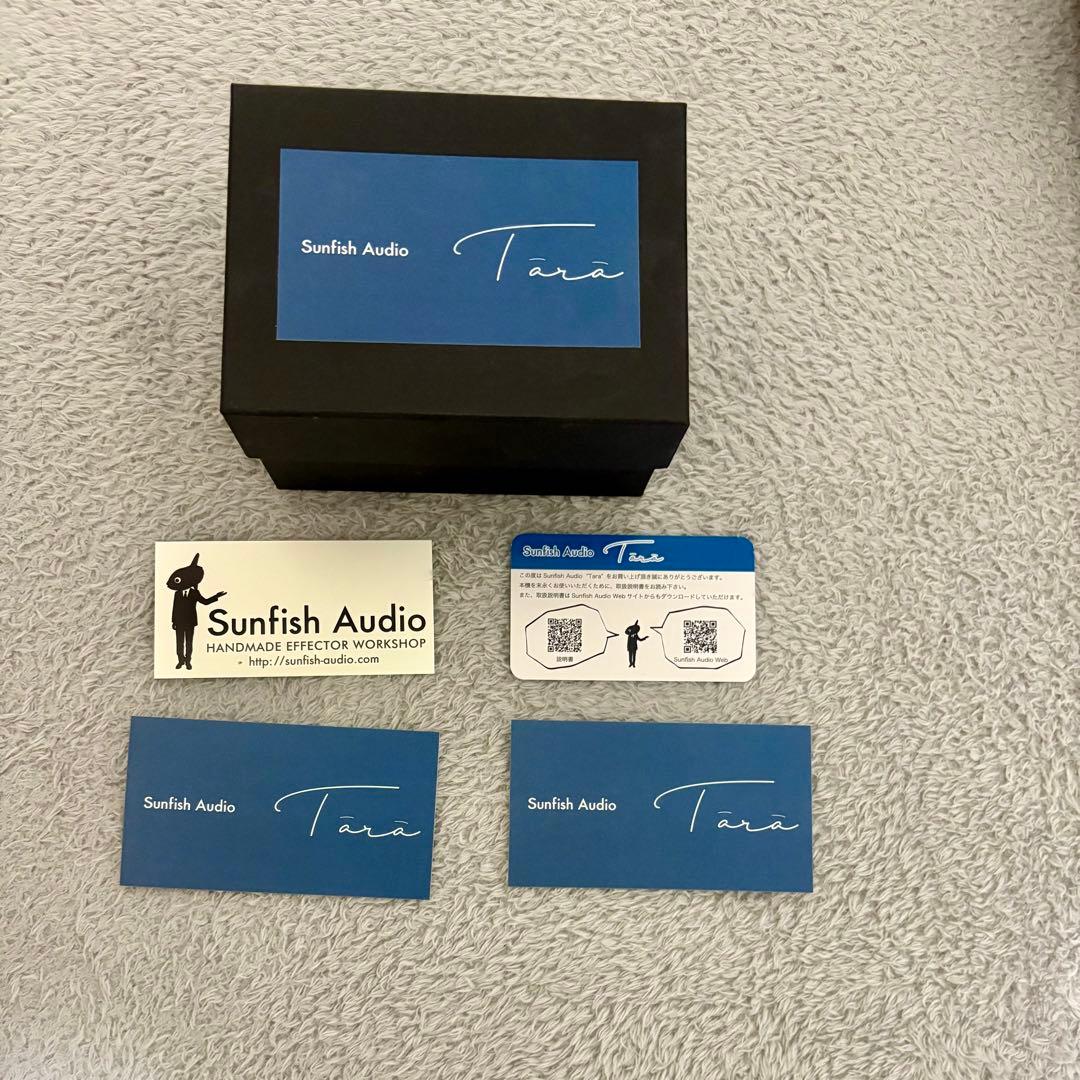 Sunfish Audio
Tārā
Sunfish Audio
HANDMADE EFFECTOR WORKSHOP
http://sunfish-audio.com
Sunfish Audio Tārā
この度は Sunfish Audio "Tara" をお買い上げ頂き誠にありがとうございます。
本機を末永くお使いいただくために、取扱説明書をお読み下さい。
また、取扱説明書は Sunfish Audio Web サイトからもダウンロードしていただけます。
説明書
Sunfish Audio Web
Sunfish Audio
Tārā
Sunfish Audio
Tārā